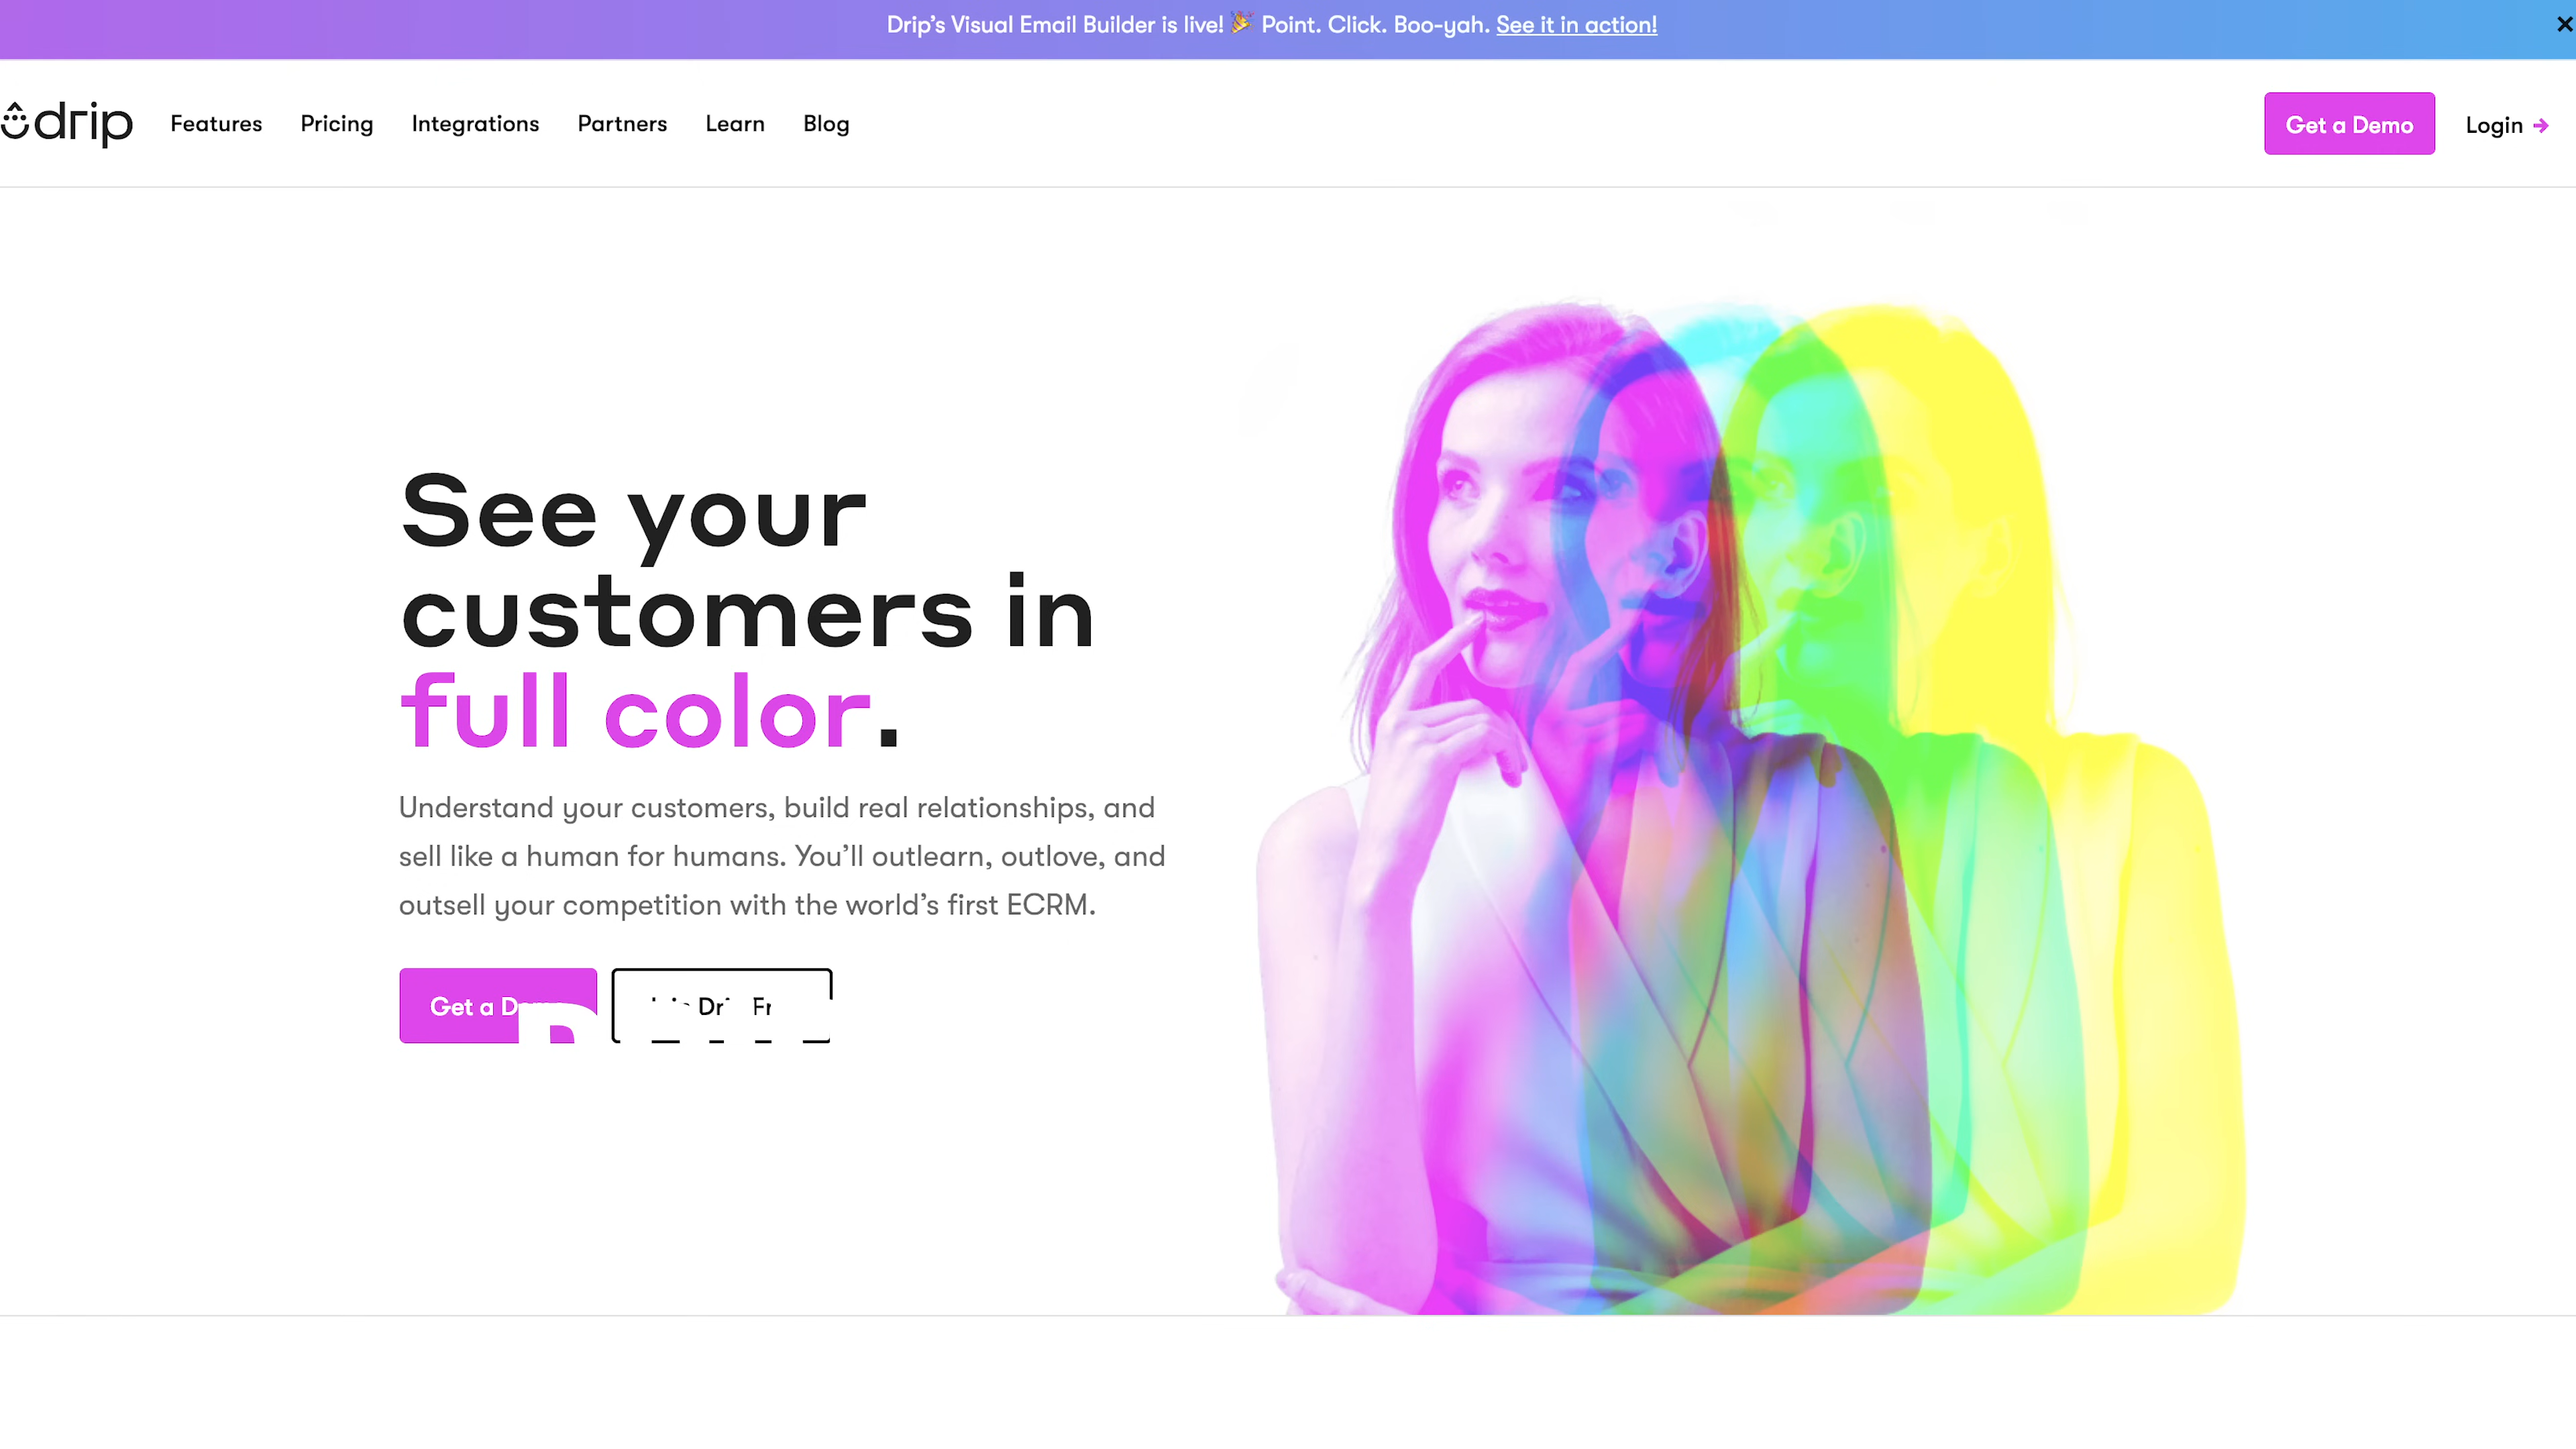 Drip’s Visual Email Builder is live! 🎉 Point. Click. Boo-yah. See it in action!
drip Features Pricing Integrations Partners Learn Blog Get a Demo Login →
See your
customers in
full color.
Understand your customers, build real relationships, and
sell like a human for humans. You’ll outlearn, outlove, and
outsell your competition with the world’s first ECRM.
Get a